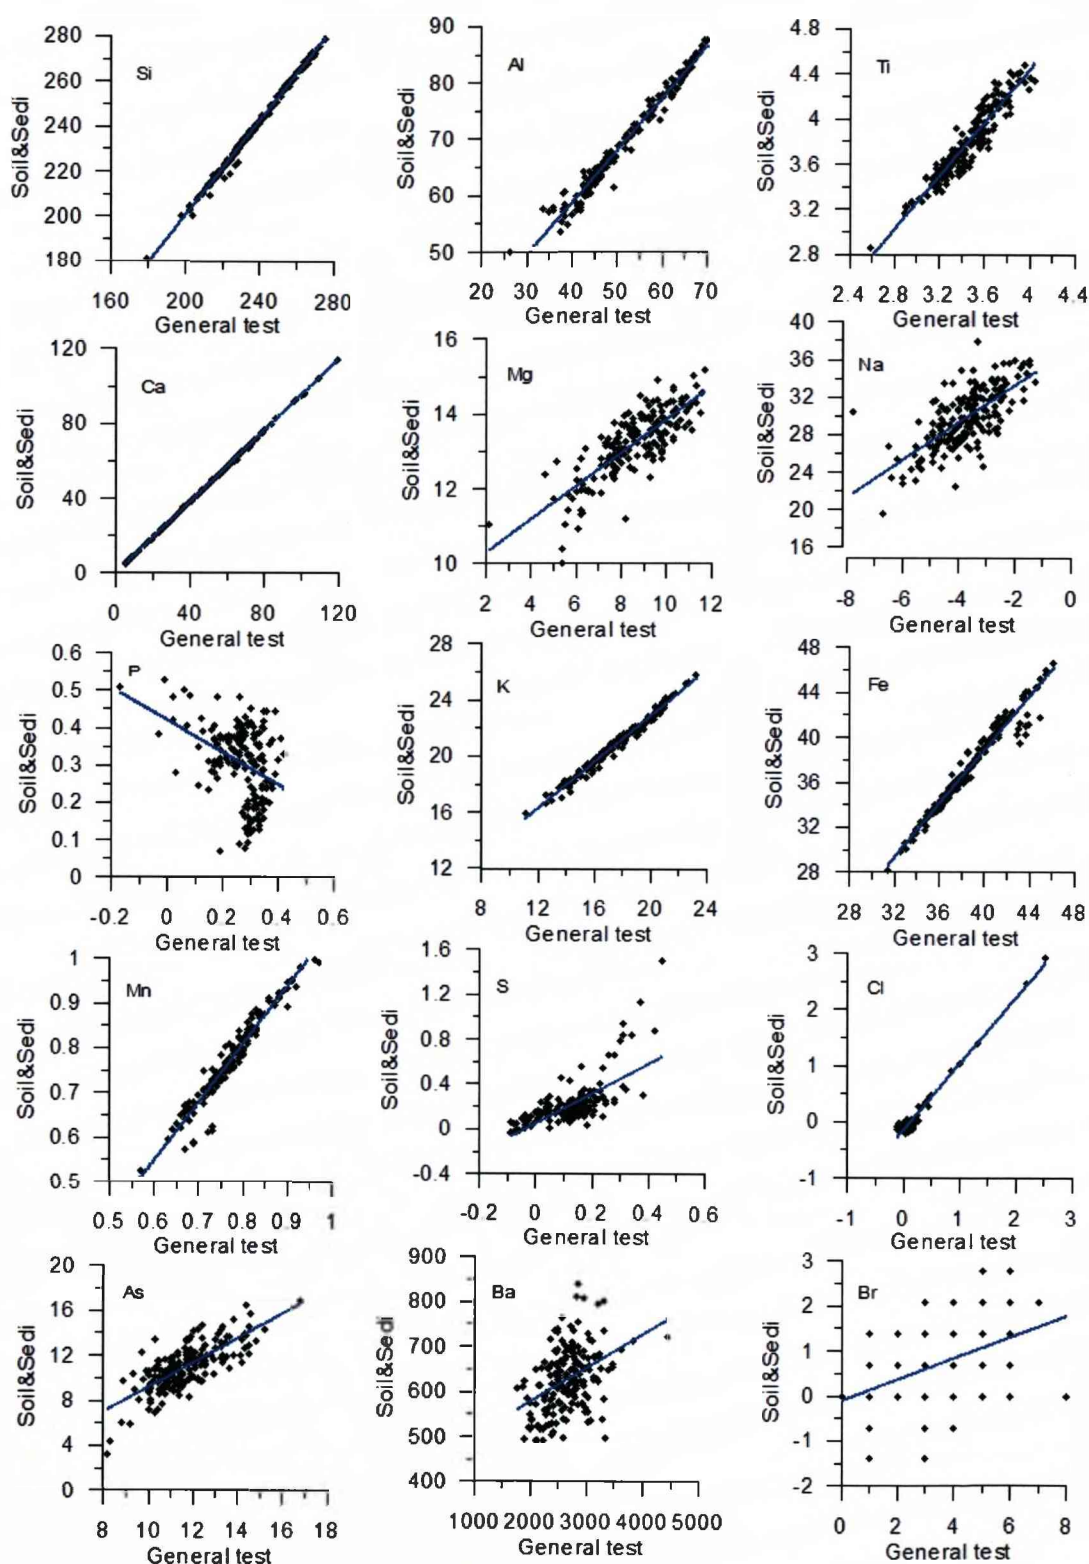 280
260
240
220
200
180
Soil&Sedi
Si
160 200 240 280
General test
90
80
70
60
50
Soil&Sedi
Al
20 30 40 50 60 70
General test
4.8
4.4
4
3.6
3.2
2.8
Soil&Sedi
Ti
2.4 2.8 3.2 3.6 4 4.4
General test
120
80
40
0
Soil&Sedi
Ca
0 40 80 120
General test
16
14
12
10
Soil&Sedi
Mg
2 4 6 8 10 12
General test
40
36
32
28
24
20
16
Soil&Sedi
Na
-8 -6 -4 -2 0
General test
0.6
0.5
0.4
0.3
0.2
0.1
0
Soil&Sedi
P
-0.2 0 0.2 0.4 0.6
General test
28
24
20
16
12
Soil&Sedi
K
8 12 16 20 24
General test
48
44
40
36
32
28
Soil&Sedi
Fe
28 32 36 40 44 48
General test
1
0.9
0.8
0.7
0.6
0.5
Soil&Sedi
Mn
0.5 0.6 0.7 0.8 0.9 1
General test
1.6
1.2
0.8
0.4
0
-0.4
Soil&Sedi
S
-0.2 0 0.2 0.4 0.6
General test
3
2
1
0
-1
Soil&Sedi
Cl
-1 0 1 2 3
General test
20
16
12
8
4
0
Soil&Sedi
As
8 10 12 14 16 18
General test
900
800
700
600
500
400
Soil&Sedi
Ba
1000 2000 3000 4000 5000
General test
3
2
1
0
-1
-2
Soil&Sedi
Br
0 2 4 6 8
General test